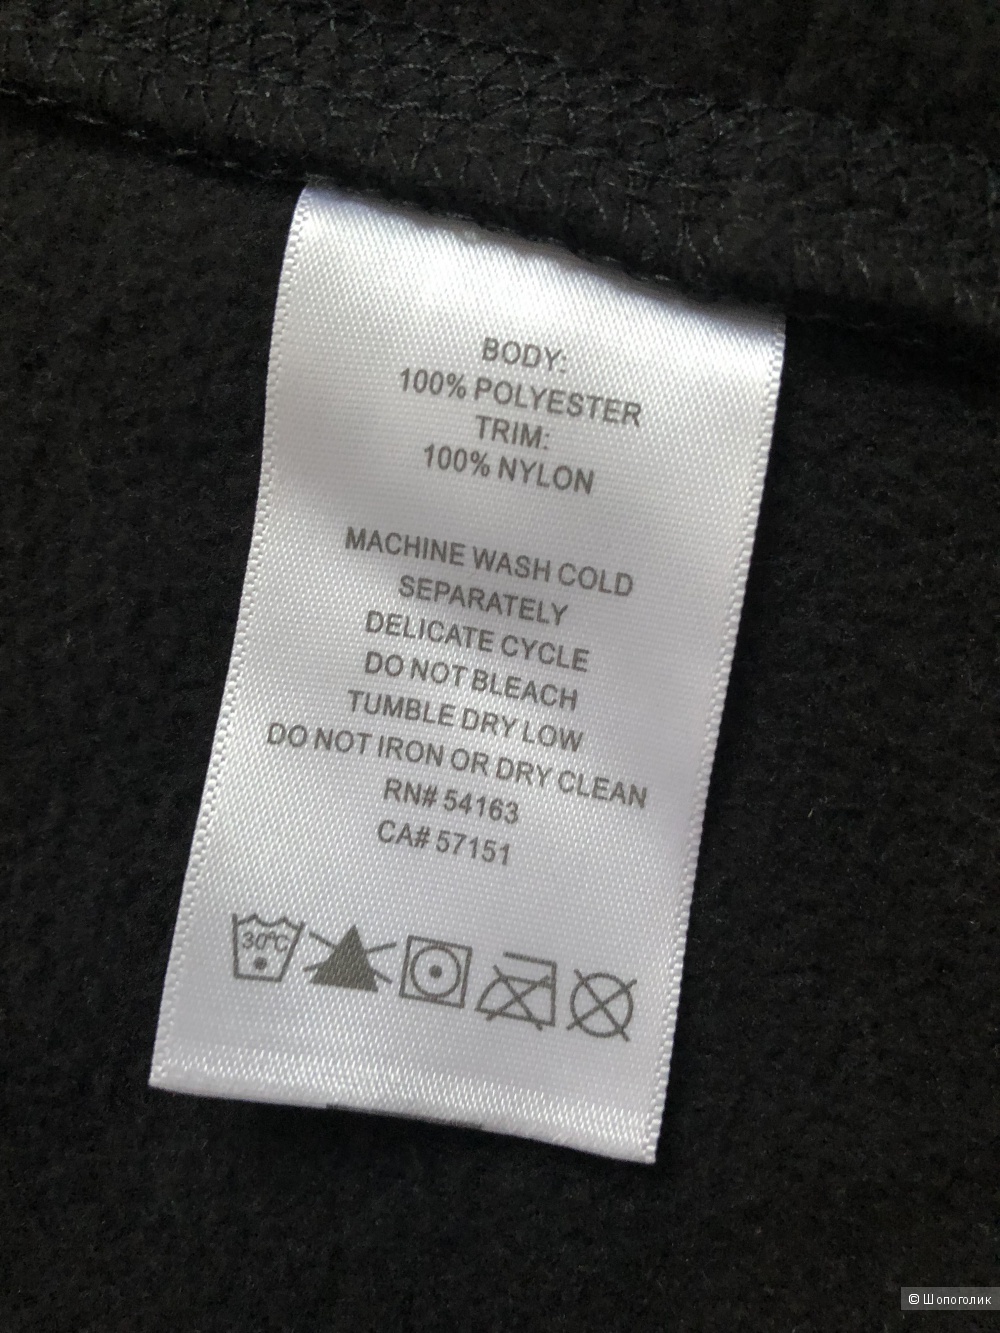 BODY:
100% POLYESTER
TRIM:
100% NYLON
MACHINE WASH COLD
SEPARATELY
DELICATE CYCLE
DO NOT BLEACH
TUMBLE DRY LOW
DO NOT IRON OR DRY CLEAN
RN# 54163
CA# 57151
30°C
© Шопоголик